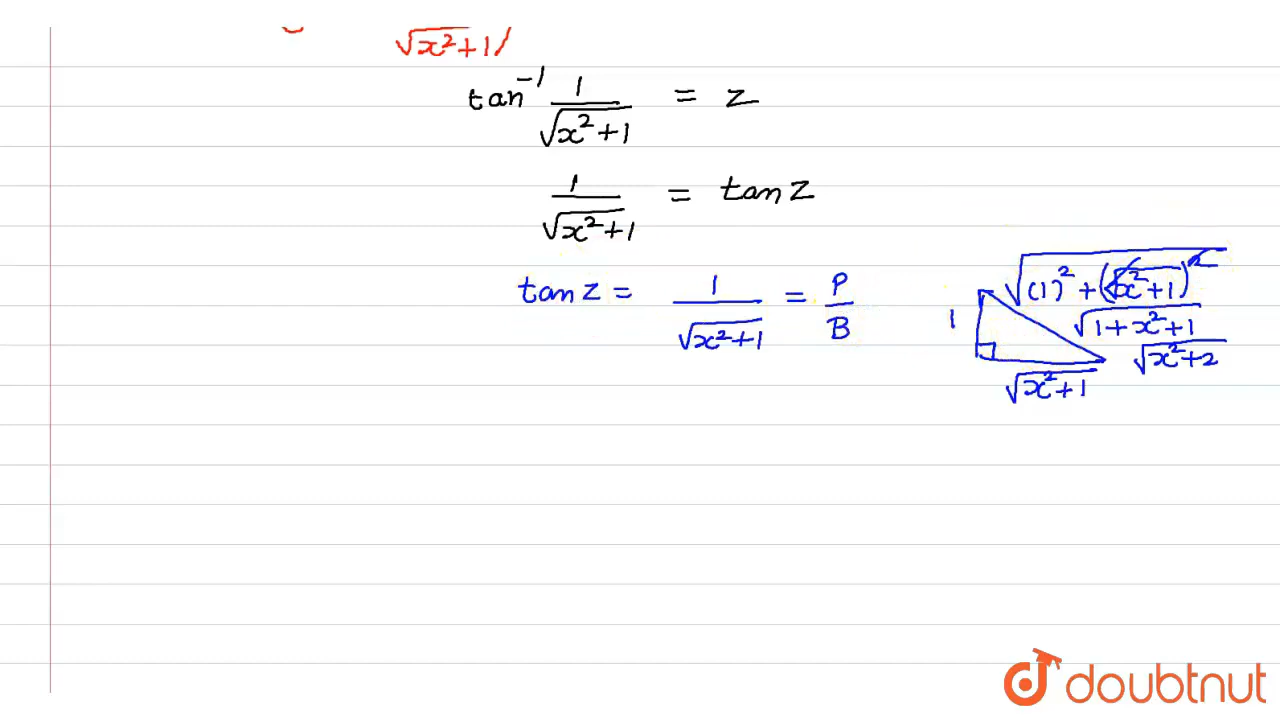 √x²+1)
tan⁻¹ 1/√x²+1 = z
1/√x²+1 = tan z
tan z = 1/√x²+1 = P/B
√(1)² + (√x²+1)²
1
√1+x²+1
√x²+2
√x²+1
doubtnut